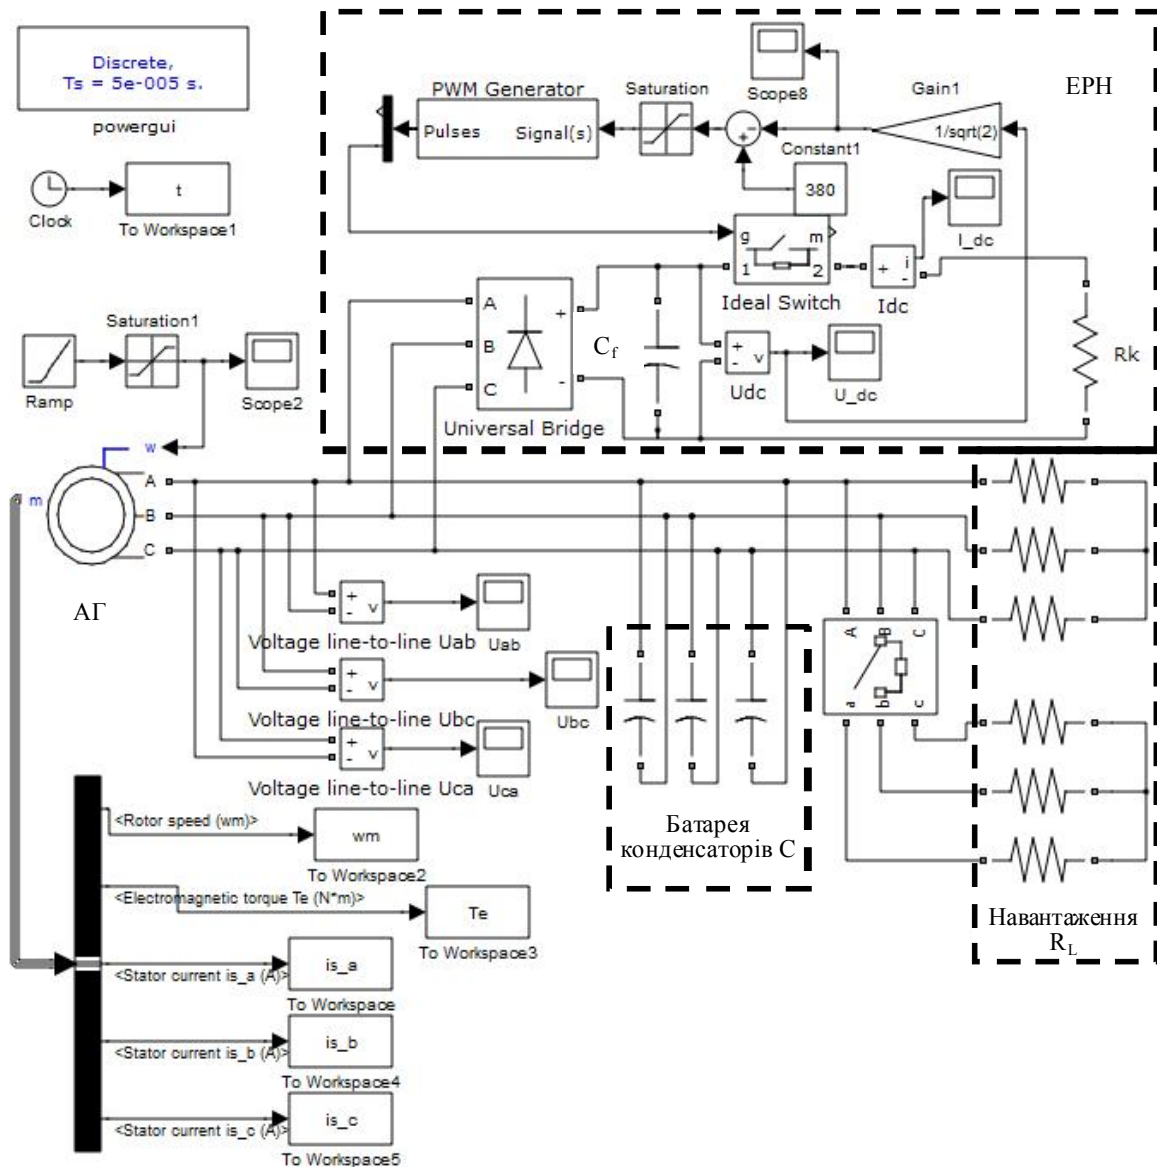 Discrete,
Ts = 5e-005 s.
powergui
Clock
t
To Workspace1
Saturation1
Ramp
Scope2
ЕРН
PWM Generator
Pulses
Signal(s)
Saturation
-
+
Scope8
Gain1
1/sqrt(2)
Constant1
380
g
m
1
2
Ideal Switch
+
i
-
Idc
I_dc
A
B
C
+
-
Universal Bridge
Cf
+
-
v
Udc
U_dc
Rk
w
m
A
B
C
АГ
+
-
v
Voltage line-to-line Uab
Uab
+
-
v
Voltage line-to-line Ubc
Ubc
+
-
v
Voltage line-to-line Uca
Uca
Батарея
конденсаторів С
A
B
C
a
b
c
Навантаження
RL
<Rotor speed (wm)>
wm
To Workspace2
<Electromagnetic torque Te (N*m)>
Te
To Workspace3
<Stator current is_a (A)>
is_a
To Workspace
<Stator current is_b (A)>
is_b
To Workspace4
<Stator current is_c (A)>
is_c
To Workspace5